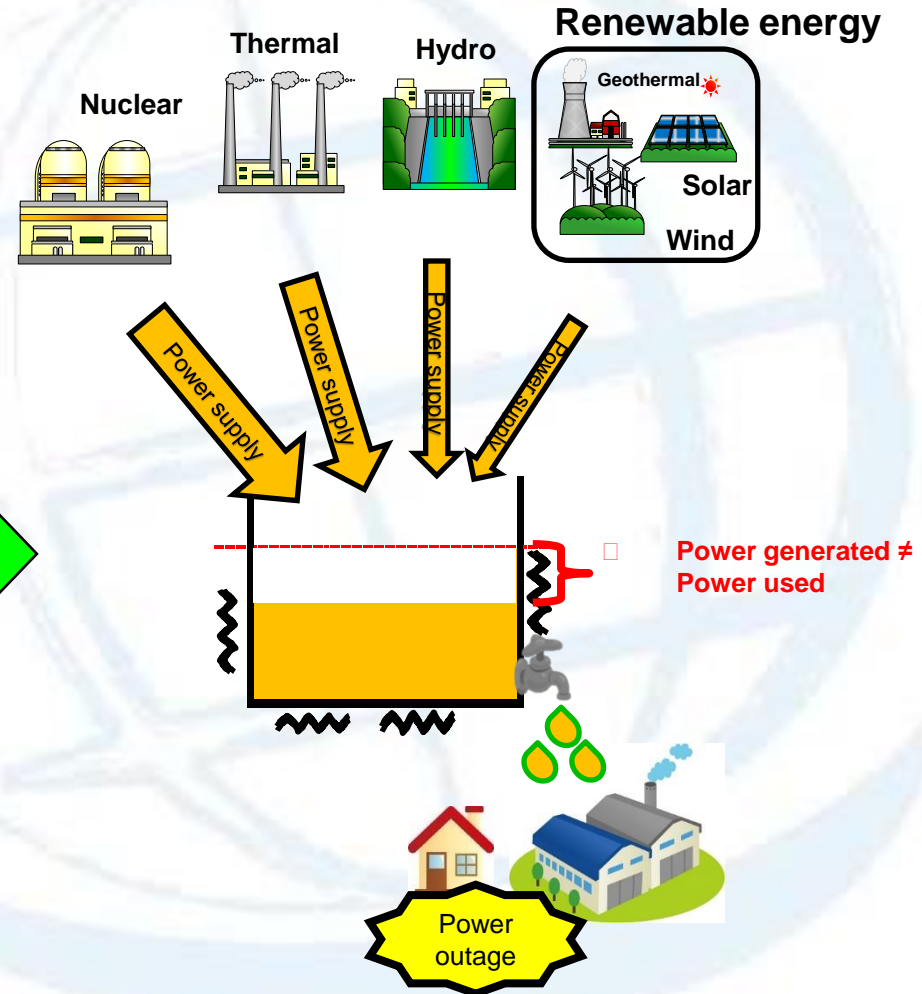 Renewable energy
Thermal
Hydro
Nuclear
Geothermal
Solar
Wind
Power supply
Power supply
Power supply
Power supply
Power generated ≠
Power used
Power
outage